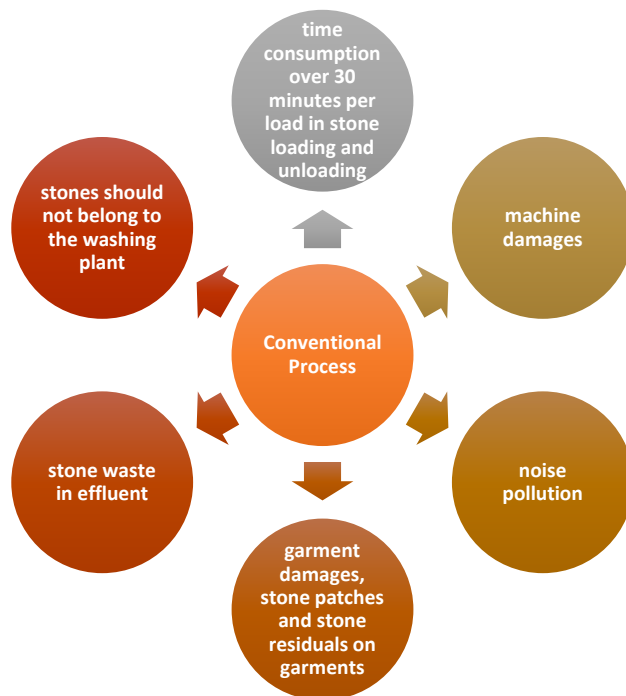 time
consumption
over 30
minutes per
load in stone
loading and
unloading
stones should
not belong to
the washing
plant
machine
damages
Conventional
Process
stone waste
in effluent
noise
pollution
garment
damages,
stone patches
and stone
residuals on
garments